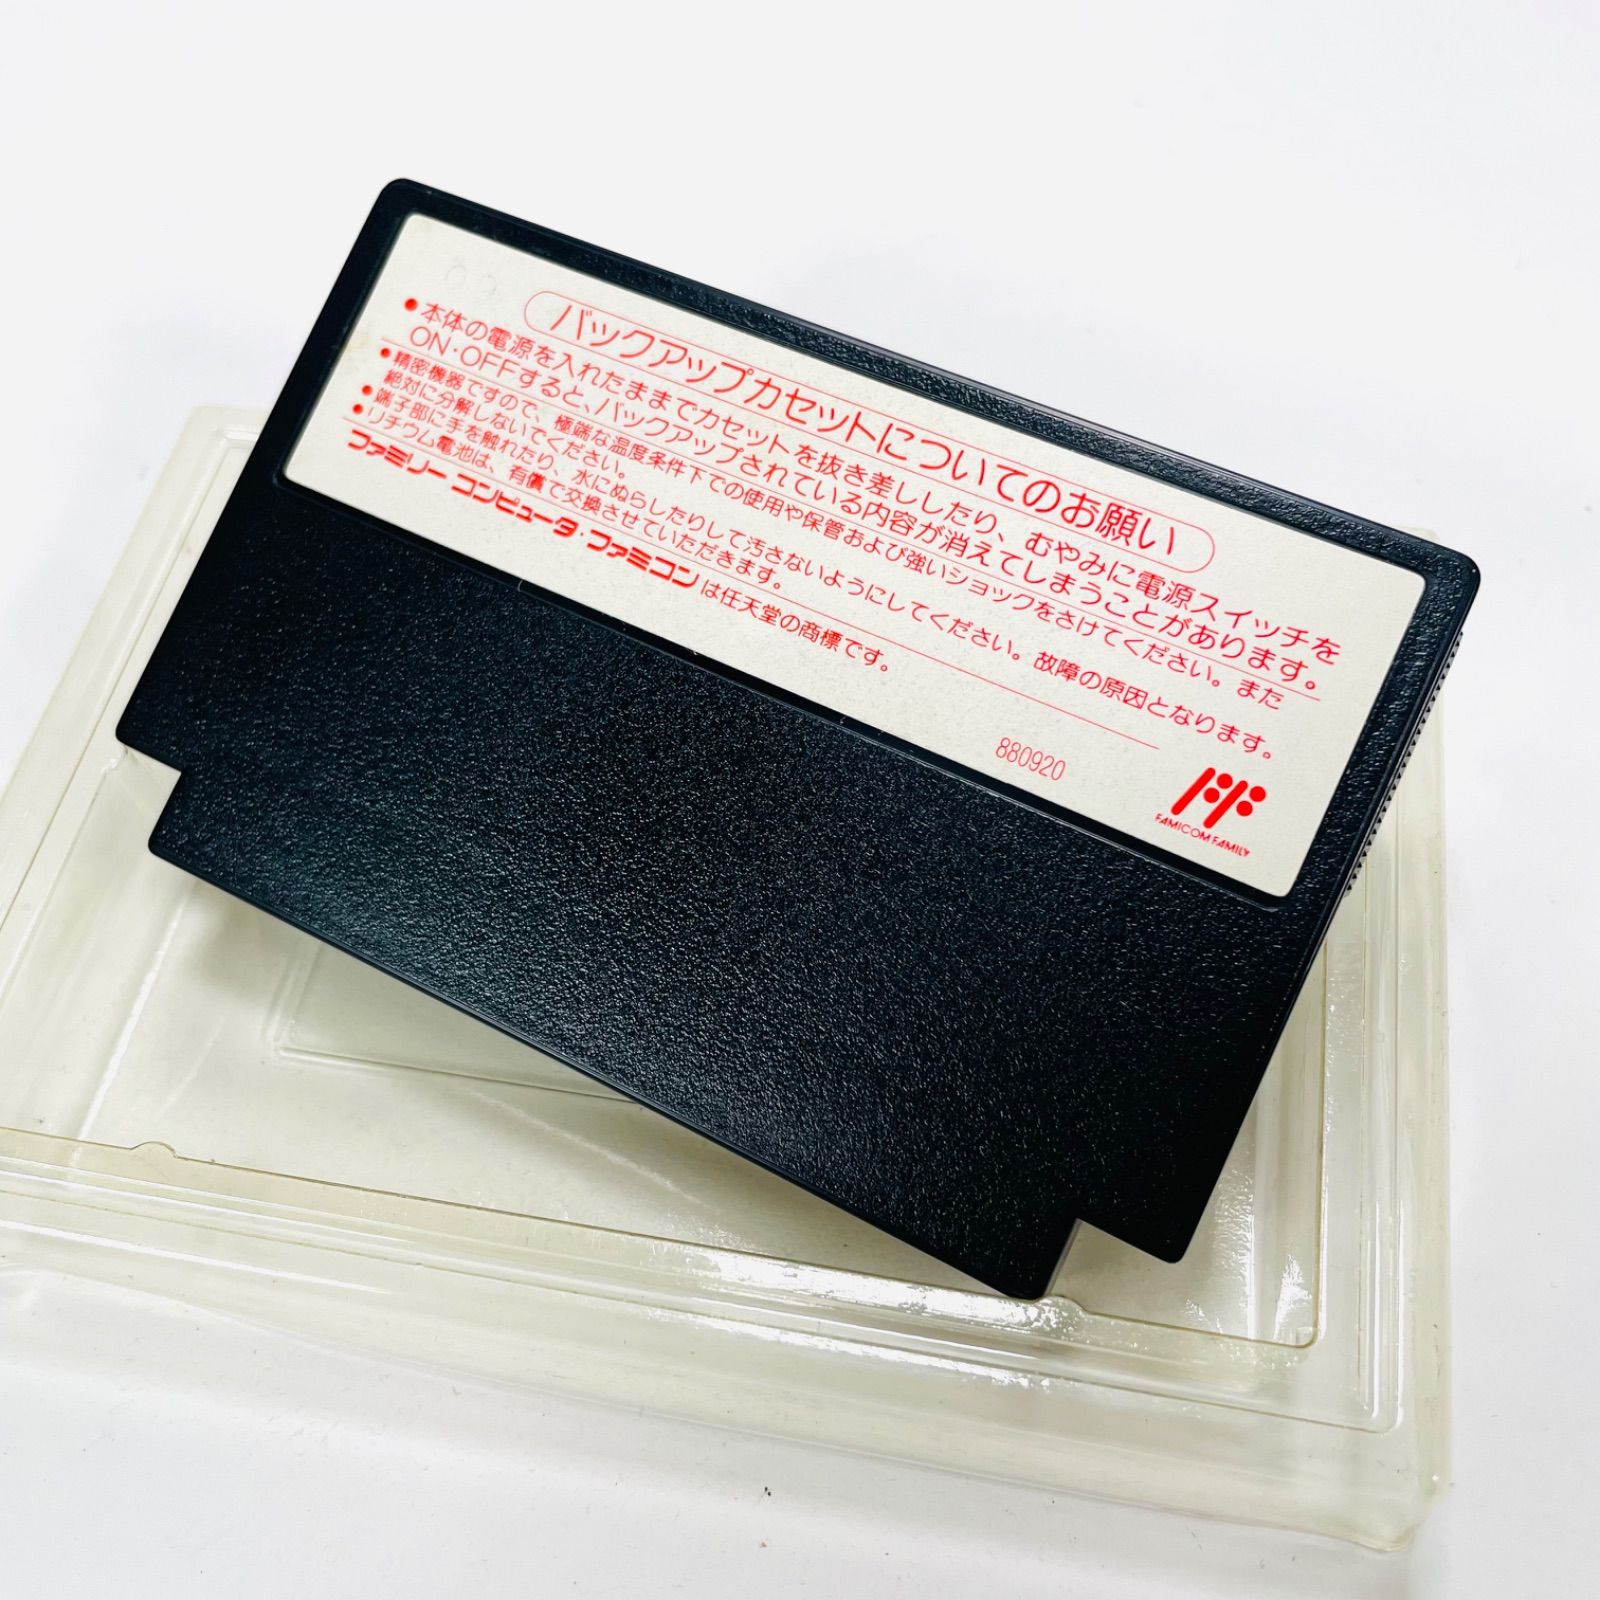 バックアップカセットについてのお願い
●本体の電源を入れたままでカセットを抜き差ししたり、むやみに電源スイッチを
ON・OFFすると、バックアップされている内容が消えてしまうことがあります。
●精密機器ですので、極端な温度条件下での使用や保管および強いショックをさけてください。また
絶対に分解しないでください。
●端子部に手を触れたり、水にぬらしたりして汚さないようにしてください。故障の原因となります。
●リチウム電池は、有償で交換させていただきます。
ファミリー コンピュータ・ファミコンは任天堂の商標です。
880920
FAMICOM FAMILY